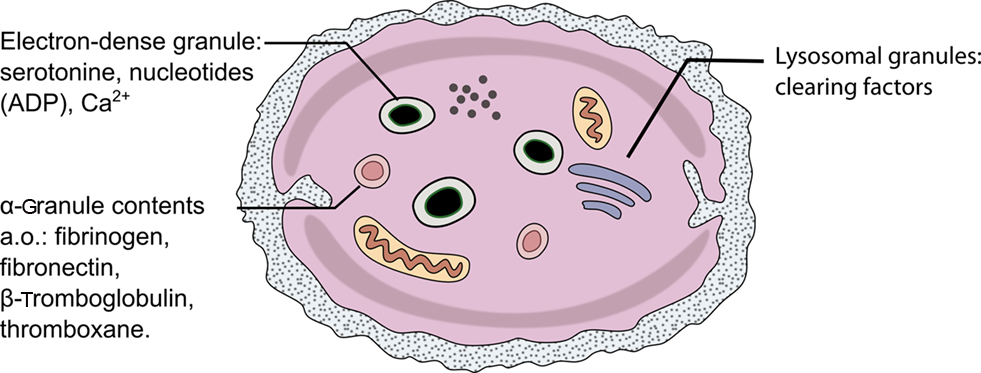 Electron-dense granule:
serotonine, nucleotides
(ADP), Ca²⁺
Lysosomal granules:
clearing factors
α-Granule contents
a.o.: fibrinogen,
fibronectin,
β-Tromboglobulin,
thromboxane.